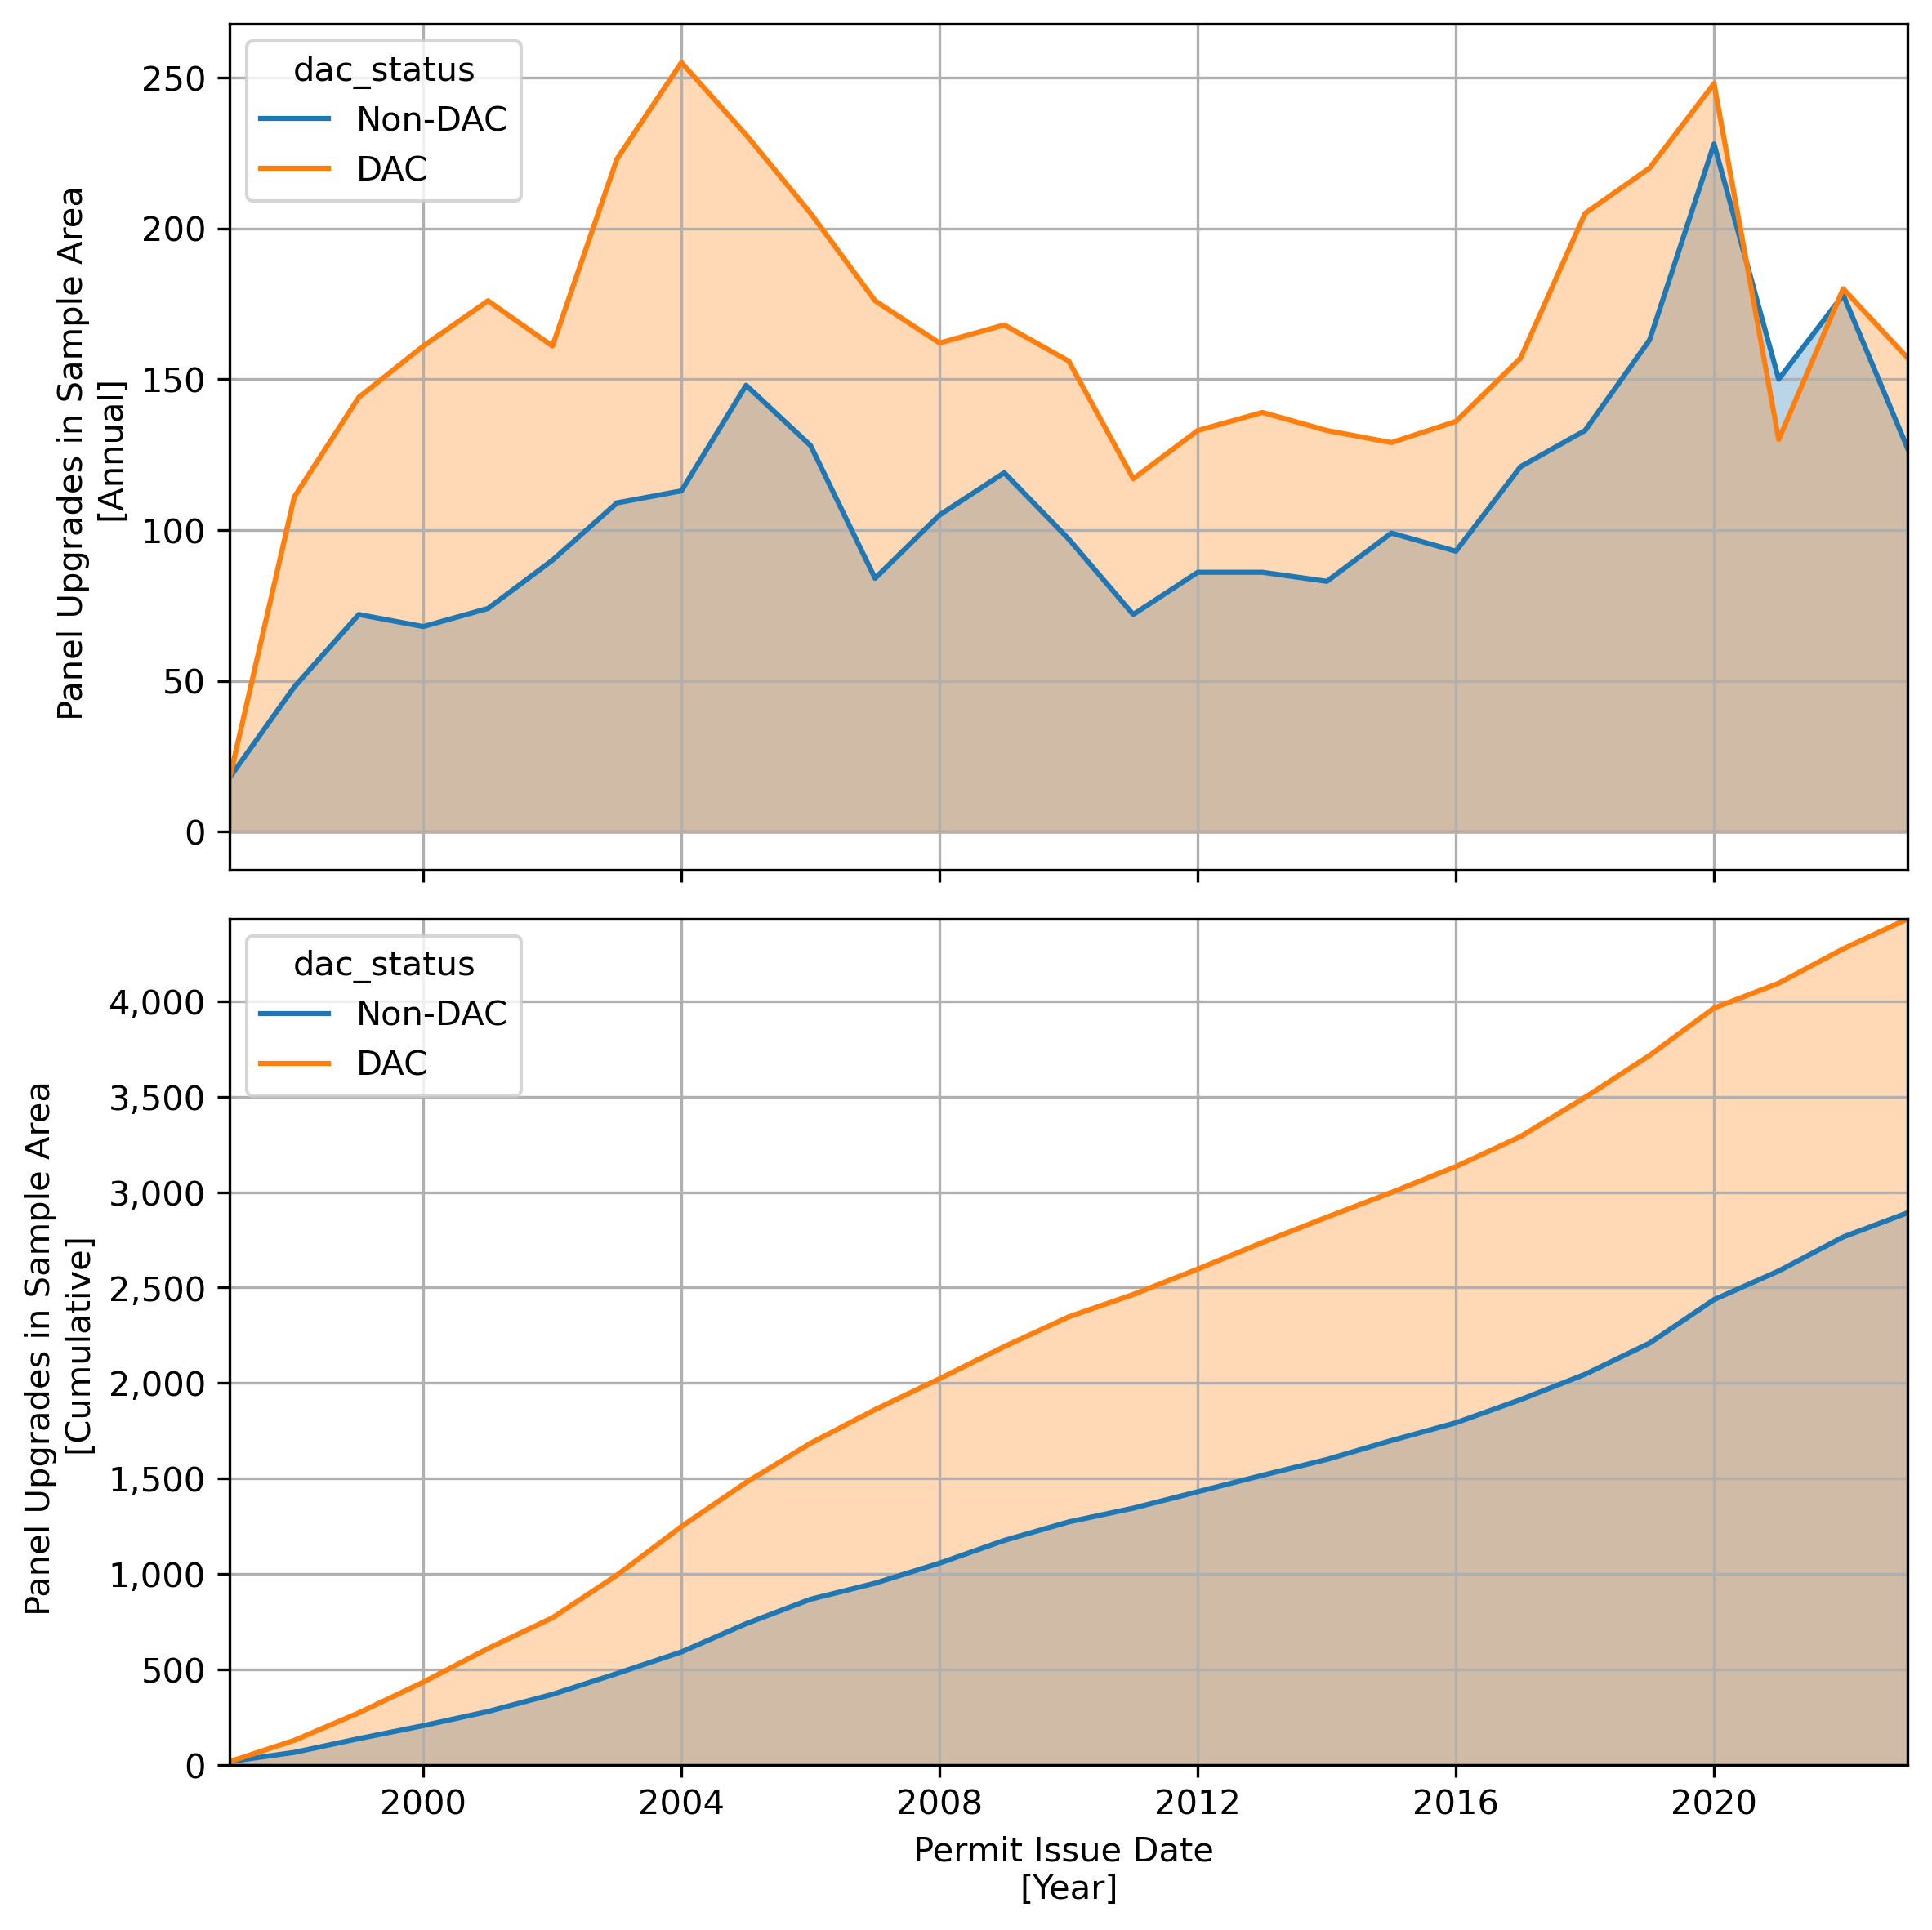 dac_status
Non-DAC
DAC
250
200
150
100
50
0
Panel Upgrades in Sample Area
[Annual]
dac_status
Non-DAC
DAC
4,000
3,500
3,000
2,500
2,000
1,500
1,000
500
0
Panel Upgrades in Sample Area
[Cumulative]
2000 2004 2008 2012 2016 2020
Permit Issue Date
[Year]